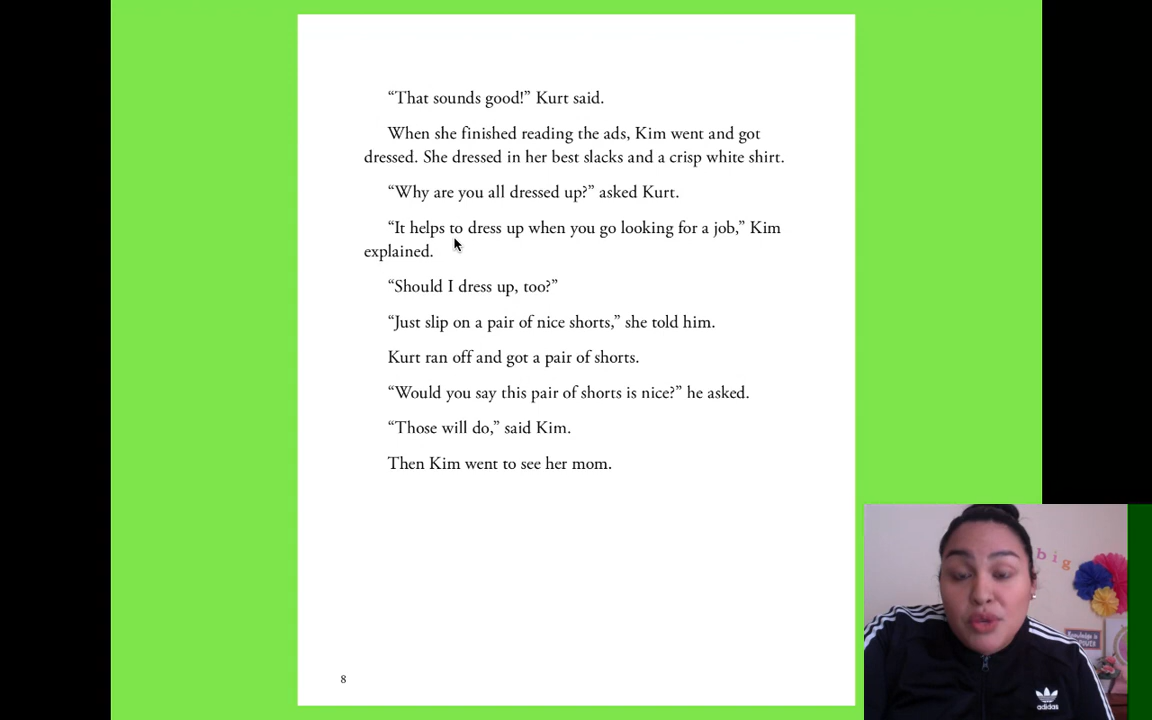 “That sounds good!” Kurt said.
When she finished reading the ads, Kim went and got
dressed. She dressed in her best slacks and a crisp white shirt.
“Why are you all dressed up?” asked Kurt.
“It helps to dress up when you go looking for a job,” Kim
explained.
“Should I dress up, too?”
“Just slip on a pair of nice shorts,” she told him.
Kurt ran off and got a pair of shorts.
“Would you say this pair of shorts is nice?” he asked.
“Those will do,” said Kim.
Then Kim went to see her mom.
8
big
Knowledge is
adidas